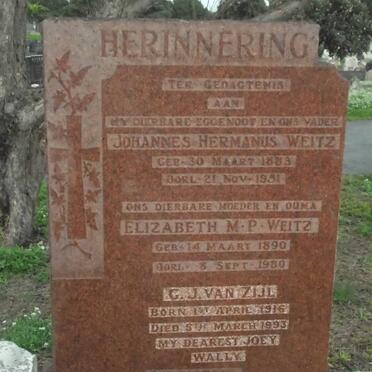 HERINNERING
TER GEDAGTENIS
AAN
MY DIERBARE EGGENOOT EN ONS VADER
JOHANNES HERMANUS WEITZ
GEB. 30 MAART 1883
OORL. 21 NOV. 1951
ONS DIERBARE MOEDER EN OUMA
ELIZABETH M. P. WEITZ
GEB. 14 MAART 1890
OORL. 8 SEPT. 1980
G. J. VAN ZIJL
BORN 1ST APRIL 1916
DIED 5TH MARCH 1993
MY DEAREST JOEY
WALLY